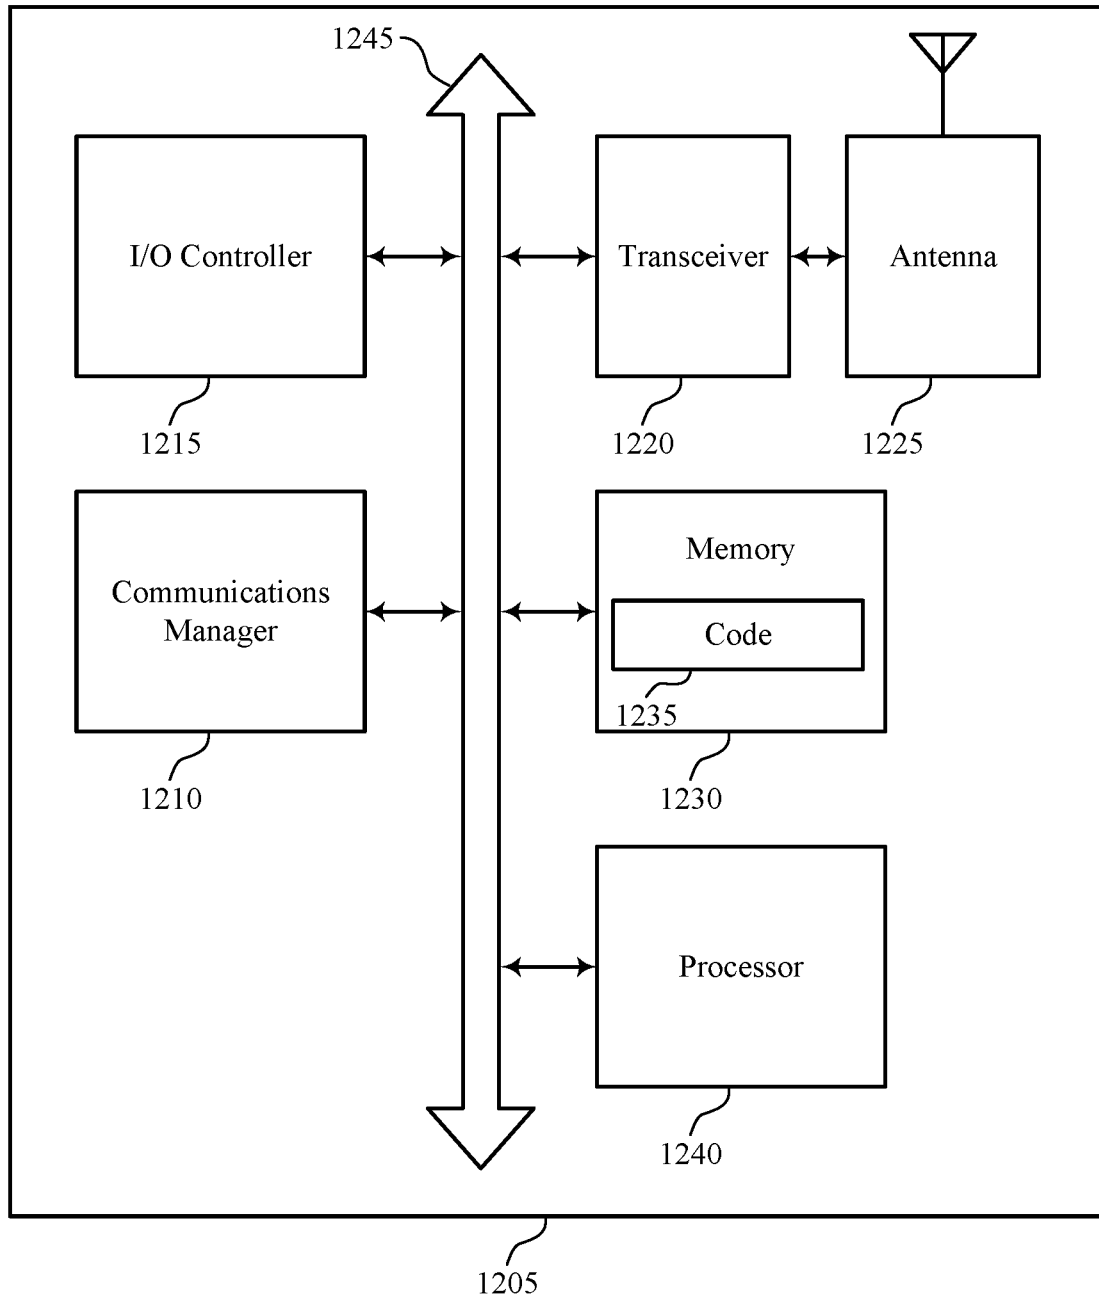 1245
I/O Controller
Transceiver
Antenna
1215
1220
1225
Communications
Manager
Memory
Code
1235
1210
1230
Processor
1240
1205